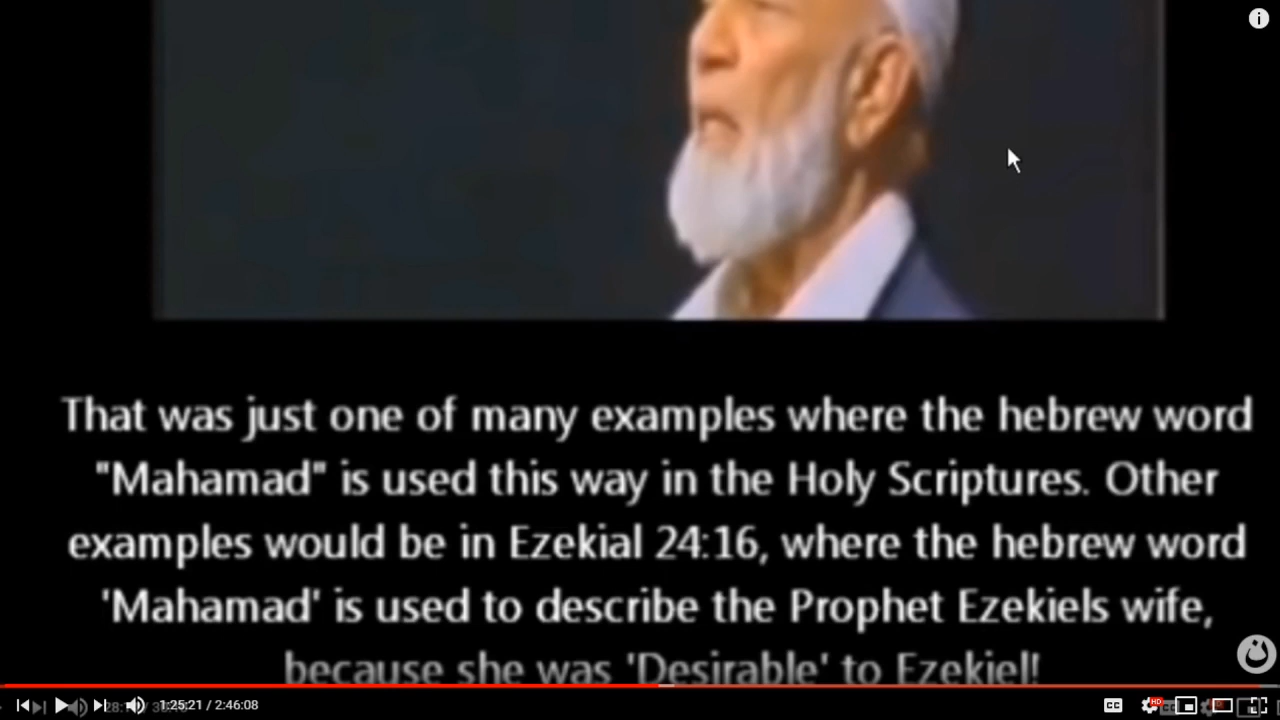 That was just one of many examples where the hebrew word
"Mahamad" is used this way in the Holy Scriptures. Other
examples would be in Ezekial 24:16, where the hebrew word
'Mahamad' is used to describe the Prophet Ezekiels wife,
because she was 'Desirable' to Ezekiel!
1:25:21 / 2:46:08
CC
HD